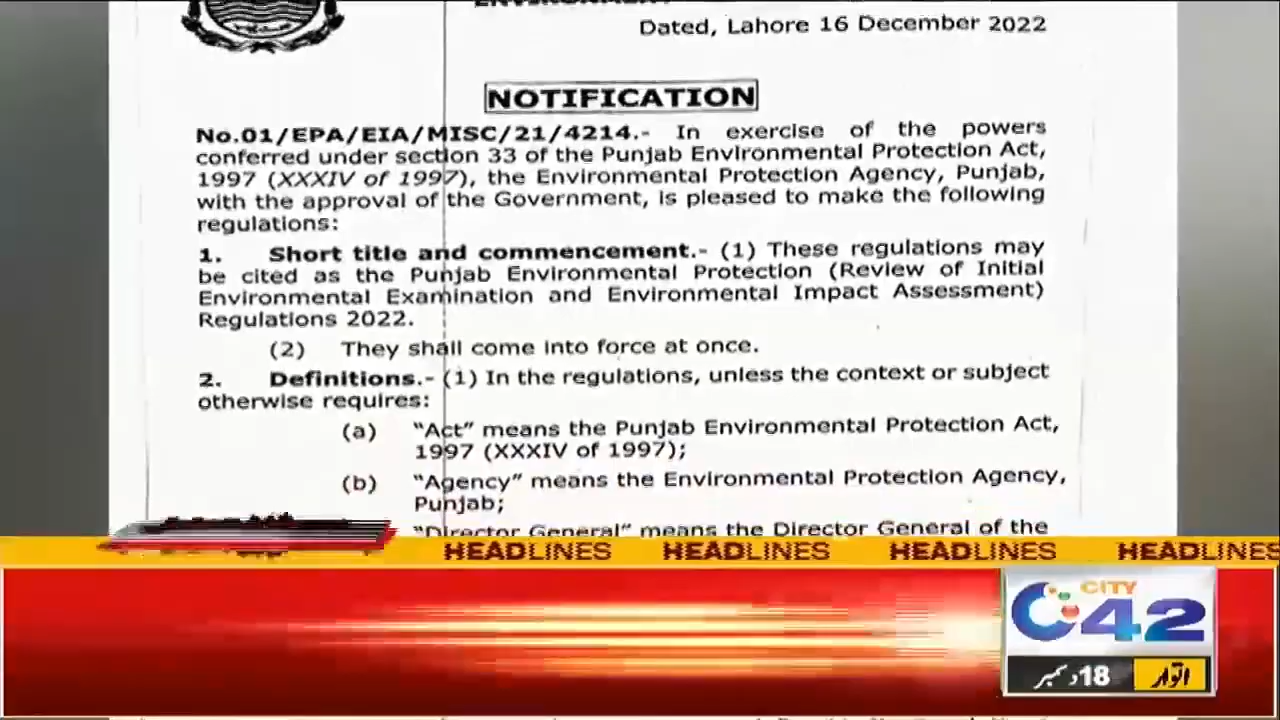 Dated, Lahore 16 December 2022
NOTIFICATION
No.01/EPA/EIA/MISC/21/4214.- In exercise of the powers
conferred under section 33 of the Punjab Environmental Protection Act,
1997 (XXXIV of 1997), the Environmental Protection Agency, Punjab,
with the approval of the Government, is pleased to make the following
regulations:
1. Short title and commencement.- (1) These regulations may
be cited as the Punjab Environmental Protection (Review of Initial
Environmental Examination and Environmental Impact Assessment)
Regulations 2022.
(2) They shall come into force at once.
2. Definitions.- (1) In the regulations, unless the context or subject
otherwise requires:
(a) “Act” means the Punjab Environmental Protection Act,
1997 (XXXIV of 1997);
(b) “Agency” means the Environmental Protection Agency,
Punjab;
“Director General” means the Director General of the
HEADLINES HEADLINES HEADLINES HEADLINES
CITY
42
18 دسمبر
اتوار